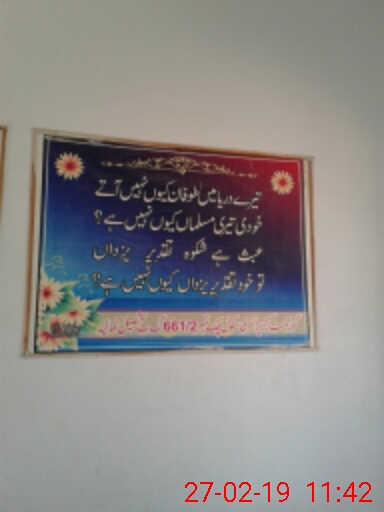 تیرے دریا میں طوفان کیوں نہیں آتے
خودی تیری مسلماں کیوں نہیں ہے؟
عبث ہے شکوہ تقدیر یزداں
تو خود تقدیر یزداں کیوں نہیں ہے؟
661/2
27-02-19 11:42